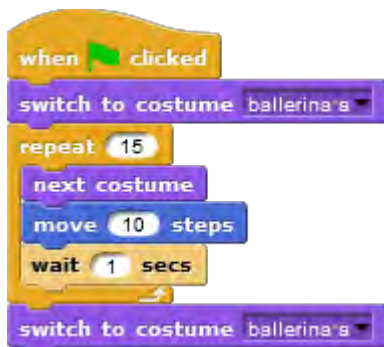 when clicked
switch to costume ballerina's
repeat 15
next costume
move 10 steps
wait 1 secs
switch to costume ballerina's